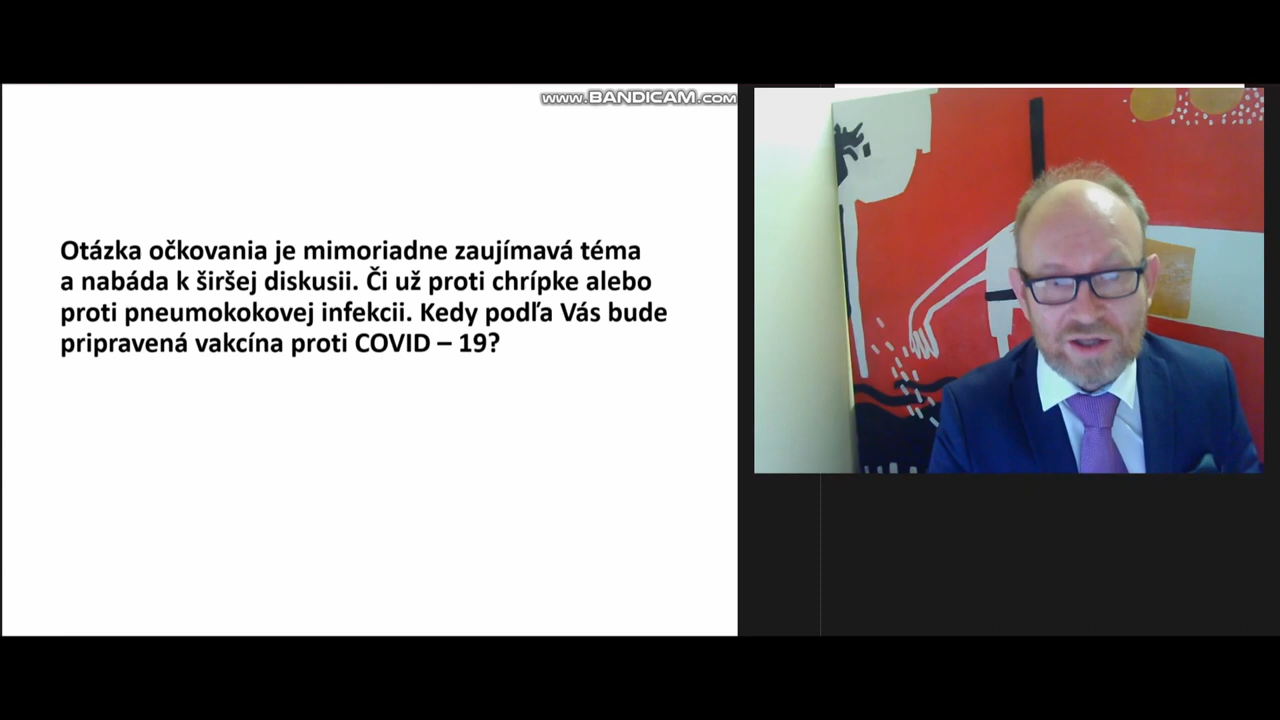 www.BANDICAM.com
Otázka očkovania je mimoriadne zaujímavá téma
a nabáda k širšej diskusii. Či už proti chrípke alebo
proti pneumokokovej infekcii. Kedy podľa Vás bude
pripravená vakcína proti COVID – 19?